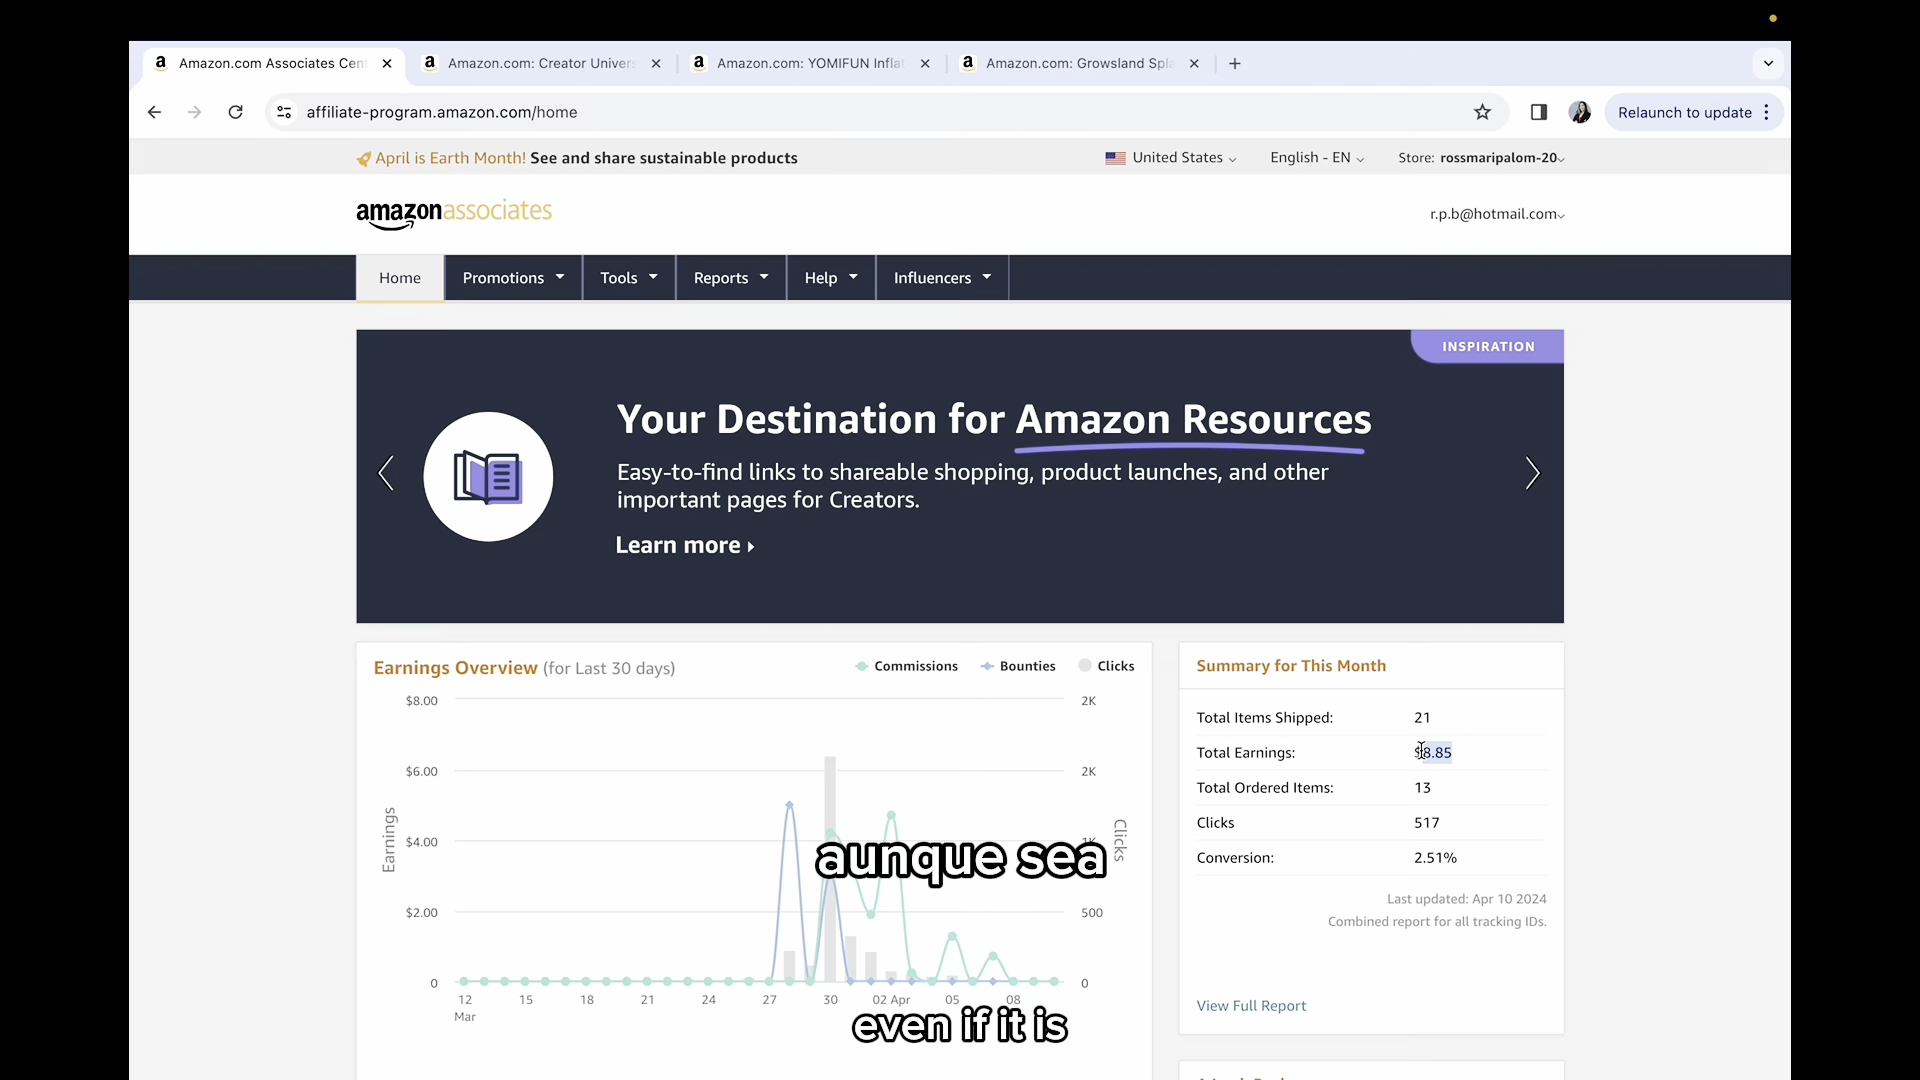 Amazon.com Associates Cent
Amazon.com: Creator Univers
Amazon.com: YOMIFUN Inflat
Amazon.com: Growsland Spla
affiliate-program.amazon.com/home
Relaunch to update
April is Earth Month! See and share sustainable products
United States
English - EN
Store: rossmaripalom-20
amazonassociates
r.p.b@hotmail.com
Home
Promotions
Tools
Reports
Help
Influencers
INSPIRATION
Your Destination for Amazon Resources
Easy-to-find links to shareable shopping, product launches, and other
important pages for Creators.
Learn more
Earnings Overview (for Last 30 days)
Commissions
Bounties
Clicks
$8.00
2K
$6.00
2K
$4.00
1K
$2.00
500
0
0
Earnings
Clicks
12
15
18
21
24
27
30
02 Apr
05
08
Mar
aunque sea
even if it is
Summary for This Month
Total Items Shipped: 21
Total Earnings: $8.85
Total Ordered Items: 13
Clicks 517
Conversion: 2.51%
Last updated: Apr 10 2024
Combined report for all tracking IDs.
View Full Report